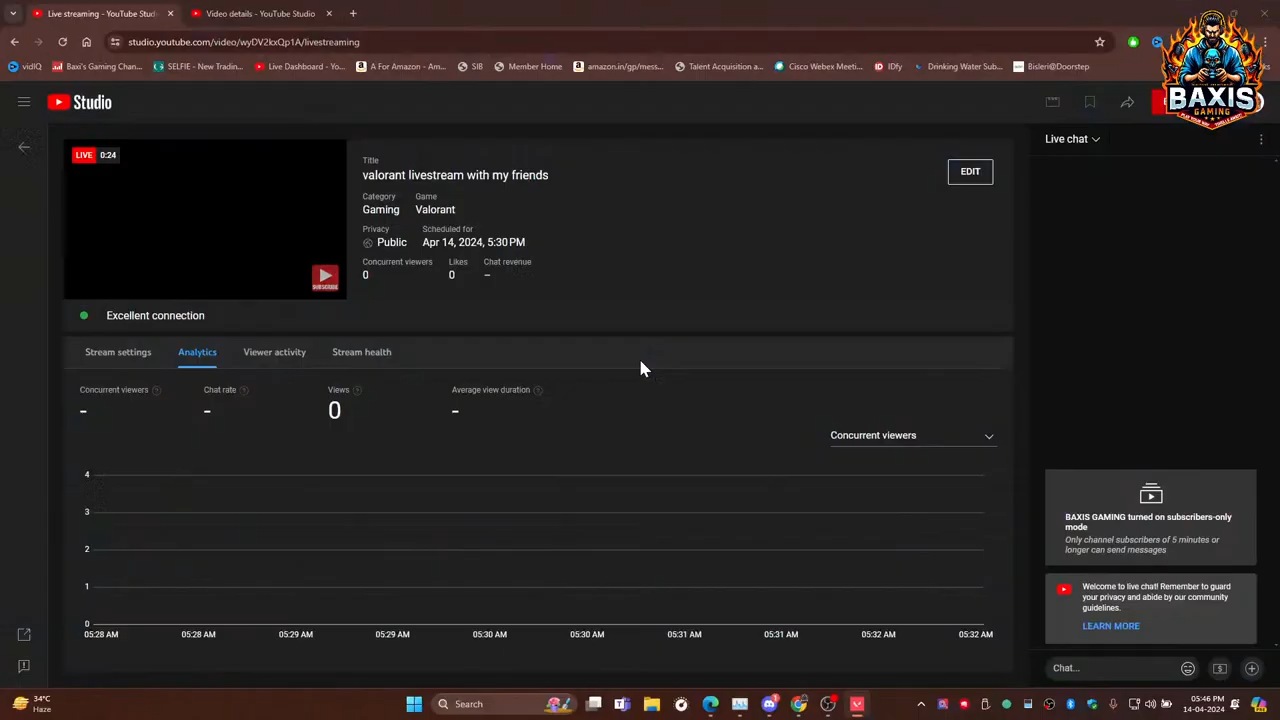 Live streaming - YouTube Studi
Video details - YouTube Studio
studio.youtube.com/video/wyDV2kxQp1A/livestreaming
vidIQ
Baxi's Gaming Chan...
SELFIE - New Tradin...
Live Dashboard - Yo...
A For Amazon - Am...
SIB
Member Home
amazon.in/gp/mess...
Talent Acquisition a...
Cisco Webex Meeti...
IDfy
Drinking Water Sub...
Bisleri@Doorstep
BAXIS
GAMING
Studio
LIVE 0:24
SUBSCRIBE
Title
valorant livestream with my friends
EDIT
Category Game
Gaming Valorant
Privacy Scheduled for
Public Apr 14, 2024, 5:30 PM
Concurrent viewers Likes Chat revenue
0 0 –
Excellent connection
Stream settings Analytics Viewer activity Stream health
Concurrent viewers Chat rate Views Average view duration
- - 0 -
Concurrent viewers
4
3
2
1
0
05:28 AM 05:28 AM 05:29 AM 05:29 AM 05:30 AM 05:30 AM 05:31 AM 05:31 AM 05:32 AM 05:32 AM
Live chat
BAXIS GAMING turned on subscribers-only
mode
Only channel subscribers of 5 minutes or
longer can send messages
Welcome to live chat! Remember to guard
your privacy and abide by our community
guidelines.
LEARN MORE
Chat...
34°C
Haze
Search
05:46 PM
14-04-2024